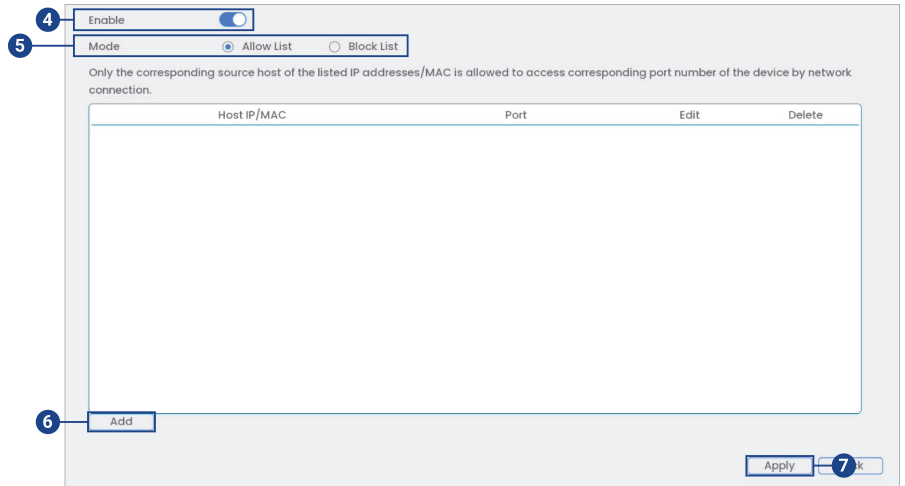 4 Enable
5 Mode Allow List Block List
Only the corresponding source host of the listed IP addresses/MAC is allowed to access corresponding port number of the device by network
connection.
Host IP/MAC Port Edit Delete
6 Add
Apply 7